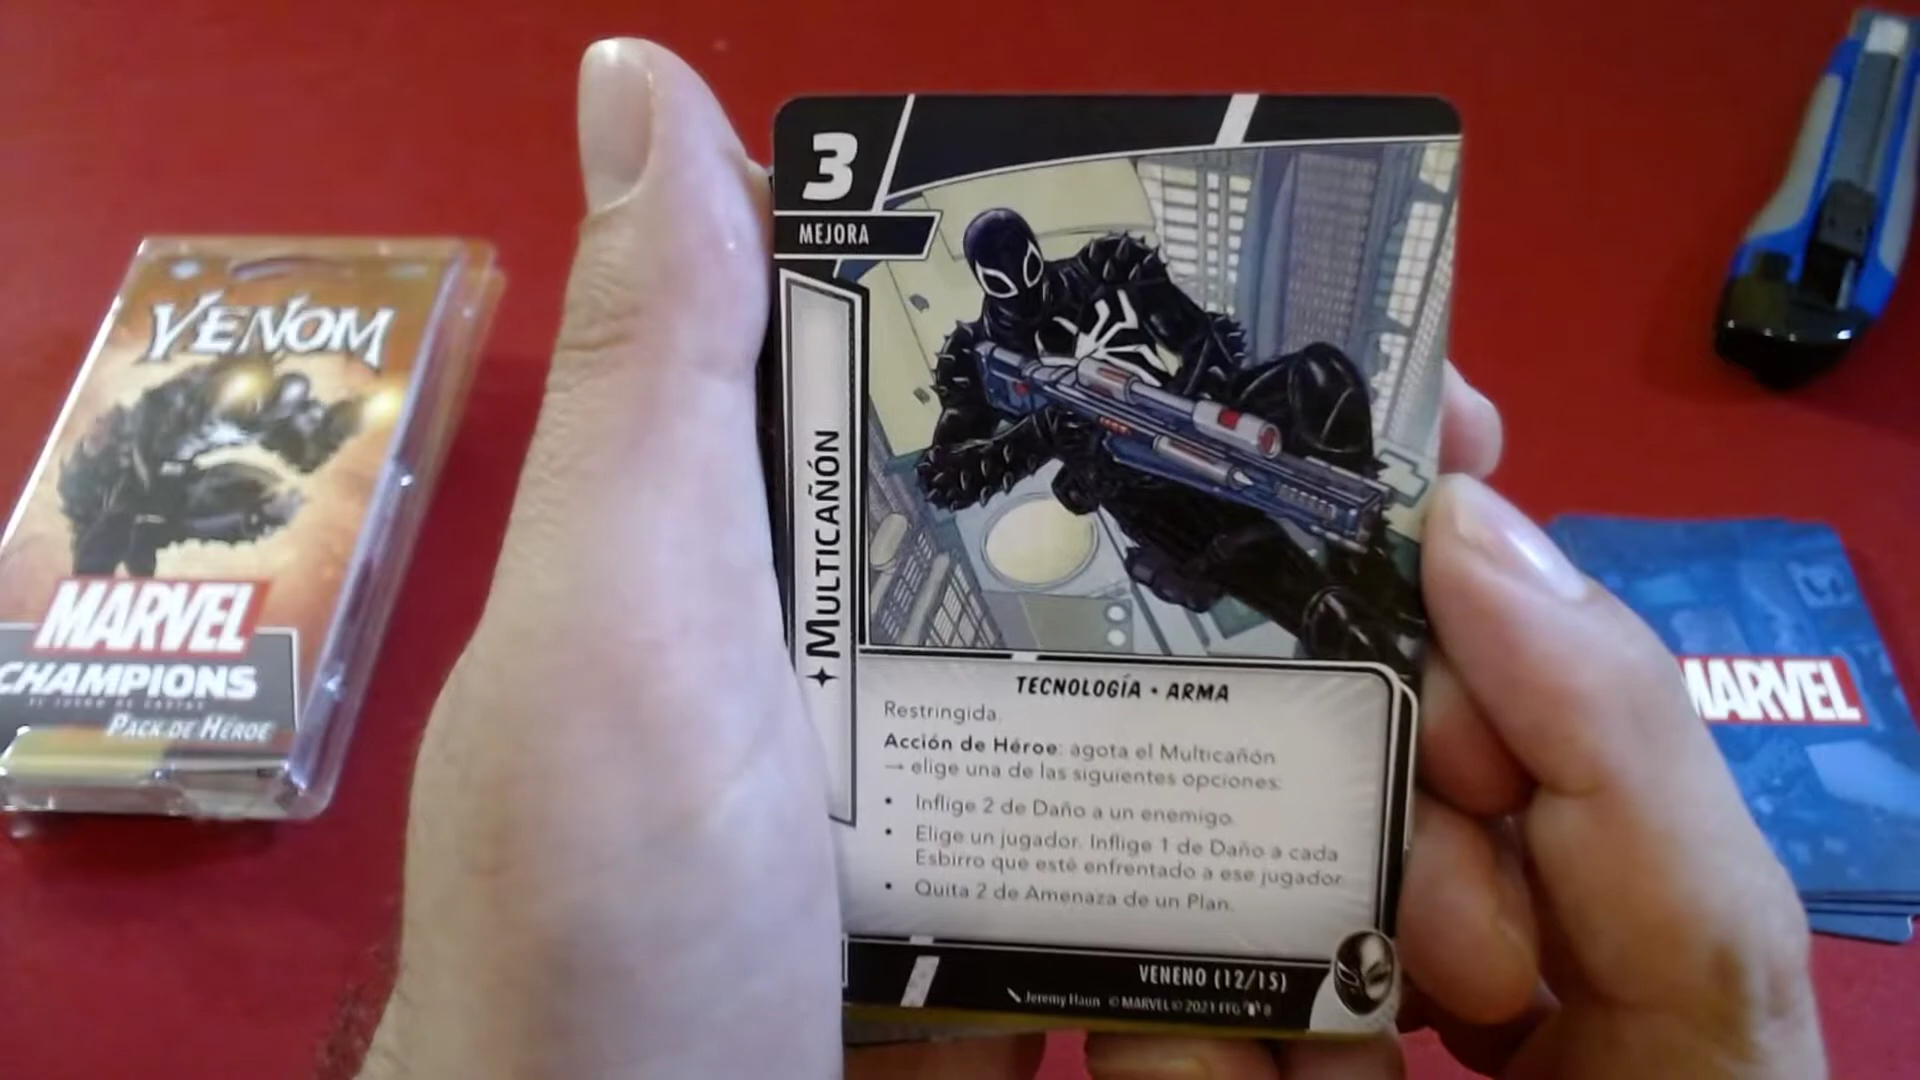 VENOM
MARVEL
CHAMPIONS
PACK DE HÉROE
3
MEJORA
MULTICAÑÓN
TECNOLOGÍA • ARMA
Restringida.
Acción de Héroe: agota el Multicañón
→ elige una de las siguientes opciones:
• Inflige 2 de Daño a un enemigo.
• Elige un jugador. Inflige 1 de Daño a cada
Esbirro que esté enfrentado a ese jugador.
• Quita 2 de Amenaza de un Plan.
VENENO (12/15)
Jeremy Haun © MARVEL © 2021 FFG 8
MARVEL